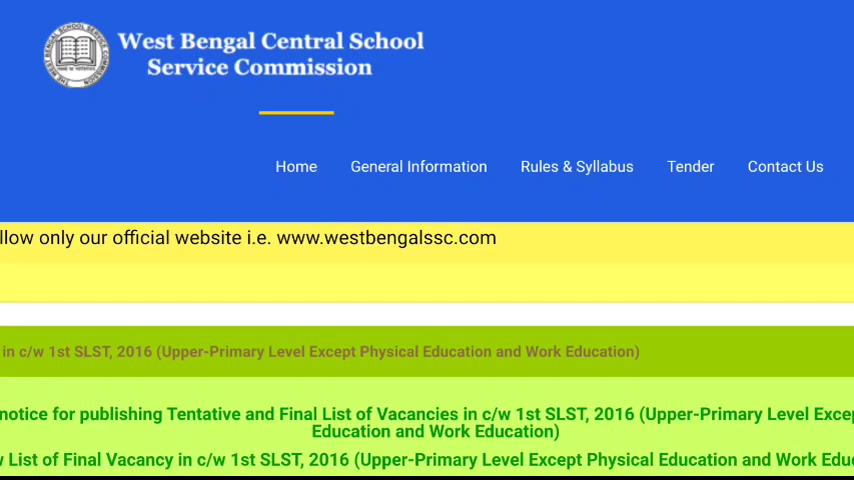 West Bengal Central School
Service Commission
Home General Information Rules & Syllabus Tender Contact Us
llow only our official website i.e. www.westbengalssc.com
in c/w 1st SLST, 2016 (Upper-Primary Level Except Physical Education and Work Education)
notice for publishing Tentative and Final List of Vacancies in c/w 1st SLST, 2016 (Upper-Primary Level Excep
Education and Work Education)
w List of Final Vacancy in c/w 1st SLST, 2016 (Upper-Primary Level Except Physical Education and Work Educ